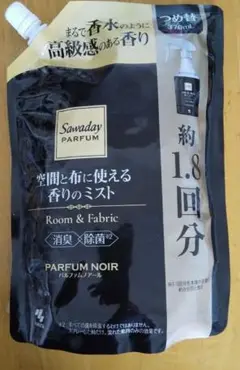 まるで香水のように
高級感のある香り
つめ替
370mL
Sawaday
PARFUM
空間と布に使える
香りのミスト
Room & Fabric
消臭×除菌
約1.8回分
PARFUM NOIR
パルファムノアール